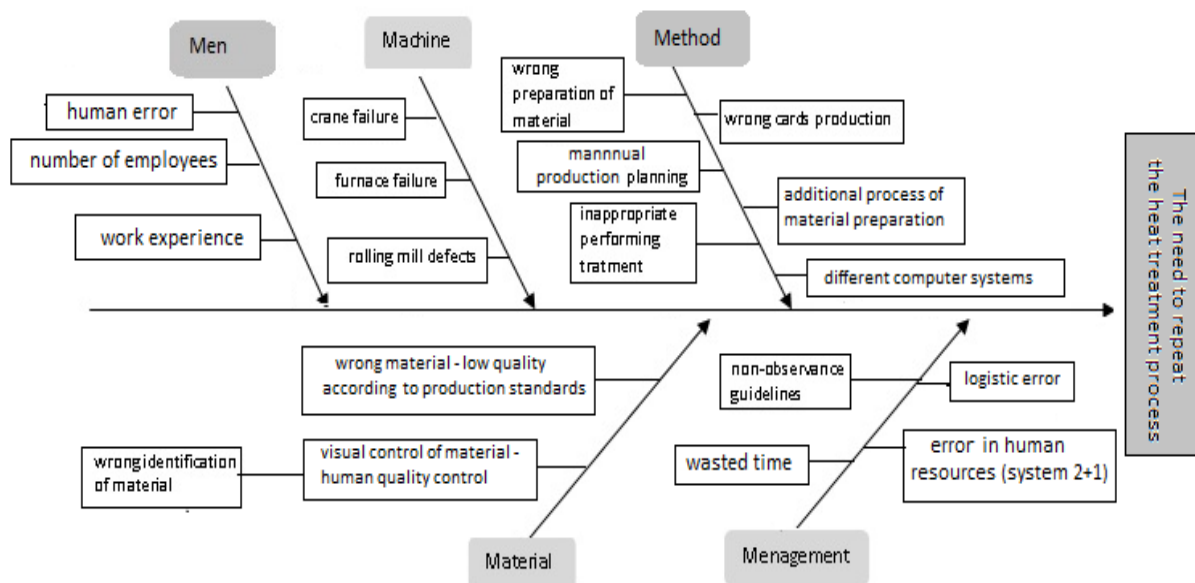 Men
Machine
Method
human error
number of employees
work experience
crane failure
furnace failure
rolling mill defects
wrong
preparation of
material
wrong cards production
mannnual
production planning
additional process of
material preparation
inappropriate
performing
tratment
different computer systems
The need to repeat
the heat treatment process
wrong material - low quality
according to production standards
visual control of material -
human quality control
wrong identification
of material
non-observance
guidelines
logistic error
wasted time
error in human
resources (system 2+1)
Material
Menagement